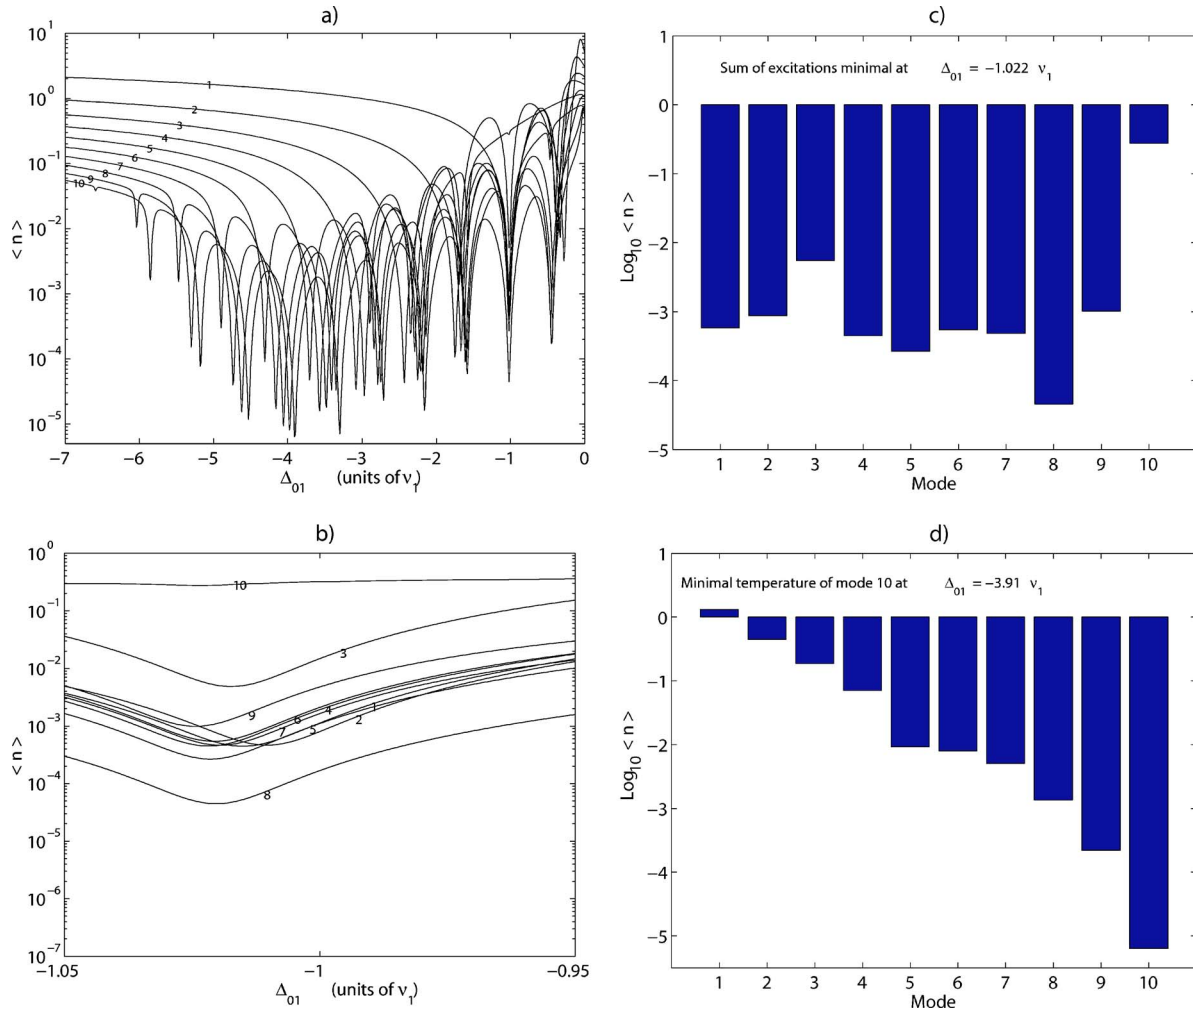 a)
10^1
10^0
10^-1
10^-2
10^-3
10^-4
10^-5
< n >
1
2
3
4
5
6
7
8
9
10
−7 −6 −5 −4 −3 −2 −1 0
Δ01 (units of ν1)
c)
1
0
−1
−2
−3
−4
−5
Log10 < n >
Sum of excitations minimal at Δ01 = −1.022 ν1
1 2 3 4 5 6 7 8 9 10
Mode
b)
10^0
10^-1
10^-2
10^-3
10^-4
10^-5
10^-6
10^-7
< n >
10
3
9
6 4 1
7 5 2
8
−1.05 −1 −0.95
Δ01 (units of ν1)
d)
1
0
−1
−2
−3
−4
−5
Log10 < n >
Minimal temperature of mode 10 at Δ01 = −3.91 ν1
1 2 3 4 5 6 7 8 9 10
Mode